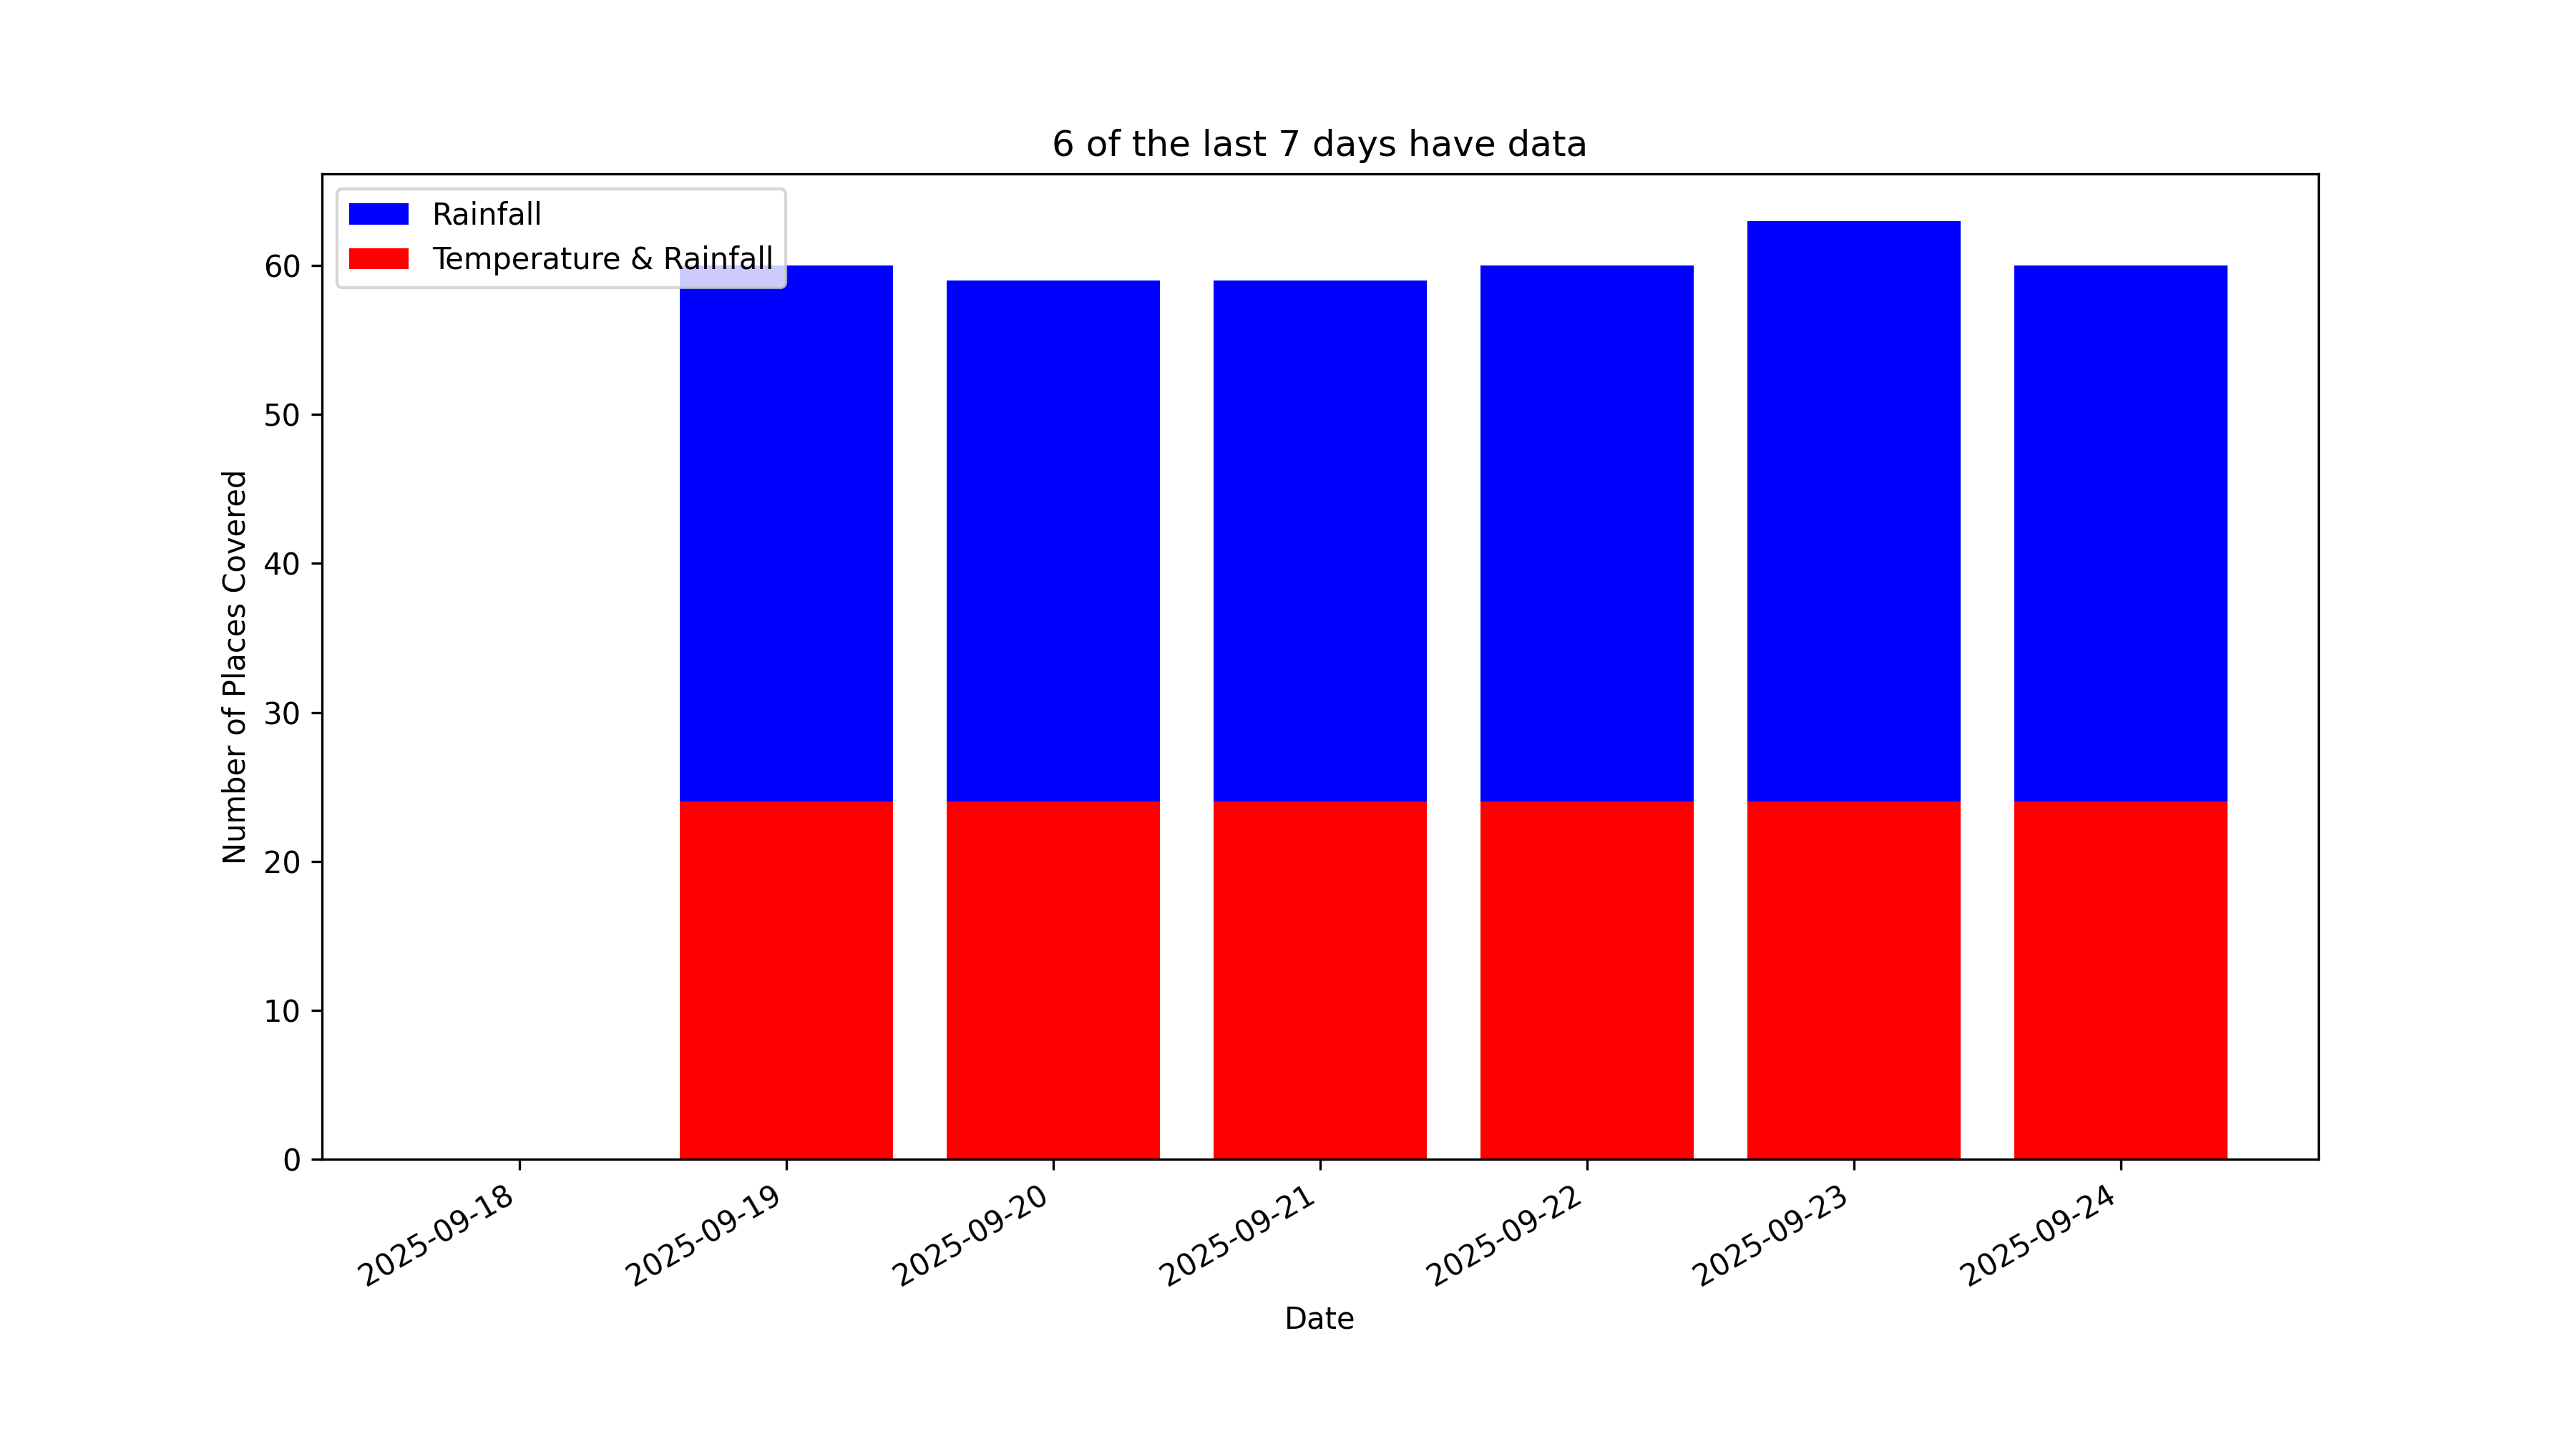 6 of the last 7 days have data
Rainfall
Temperature & Rainfall
Number of Places Covered
60
50
40
30
20
10
0
2025-09-18
2025-09-19
2025-09-20
2025-09-21
2025-09-22
2025-09-23
2025-09-24
Date